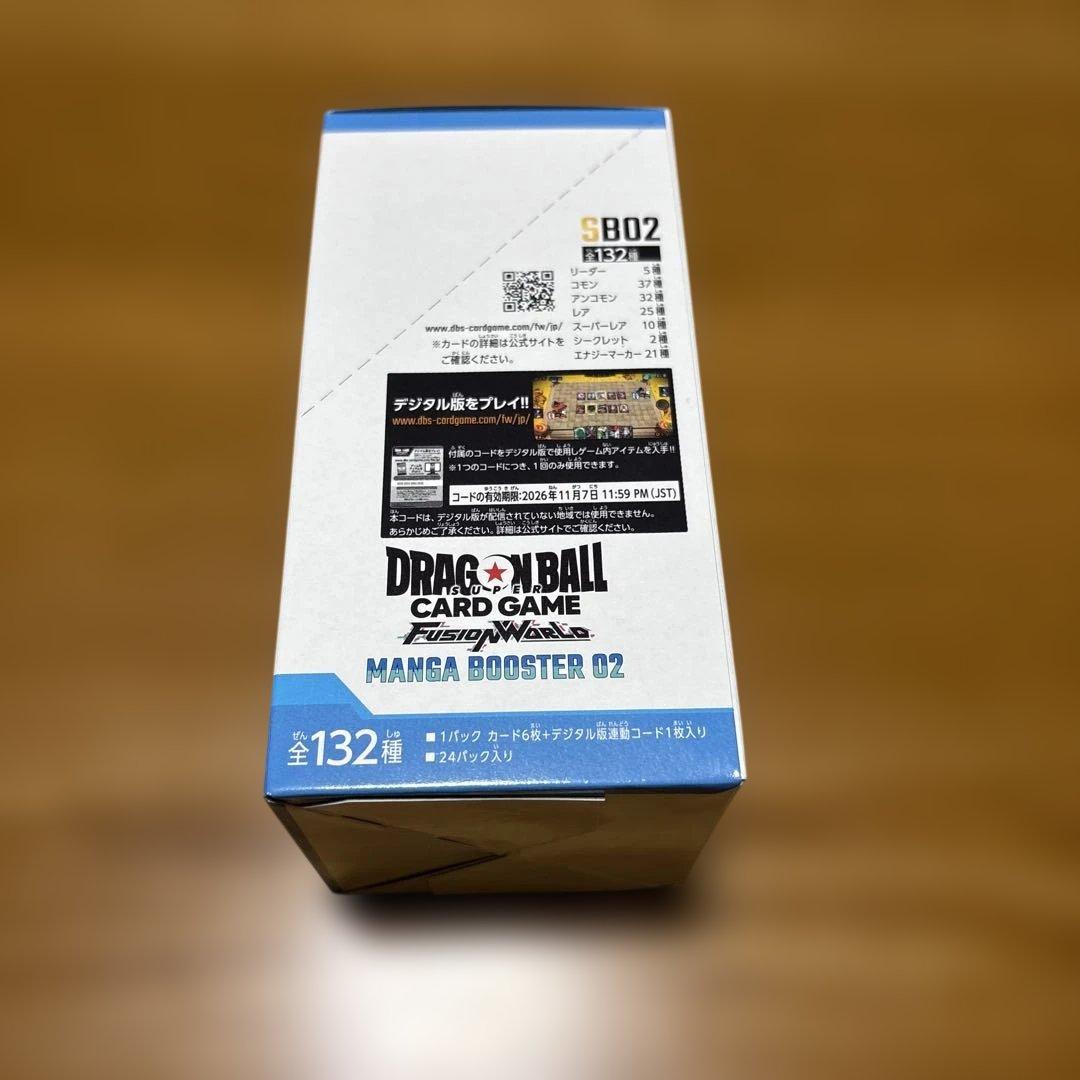 SB02
全132種
リーダー 5種
コモン 37種
アンコモン 32種
レア 25種
スーパーレア 10種
シークレット 2種
エナジーマーカー 21種
www.dbs-cardgame.com/fw/jp/
※カードの詳細は公式サイトを
ご確認ください。
デジタル版をプレイ!!
www.dbs-cardgame.com/fw/jp/
付属のコードをデジタル版で使用しゲーム内アイテムを入手!!
※1つのコードにつき、1回のみ使用できます。
コードの有効期限:2026年11月7日 11:59 PM(JST)
本コードは、デジタル版が配信されていない地域では使用できません。
あらかじめご了承ください。詳細は公式サイトでご確認ください。
DRAGON BALL
SUPER
CARD GAME
FUSION WORLD
MANGA BOOSTER 02
全132種
■1パック カード6枚+デジタル版連動コード1枚入り
■24パック入り